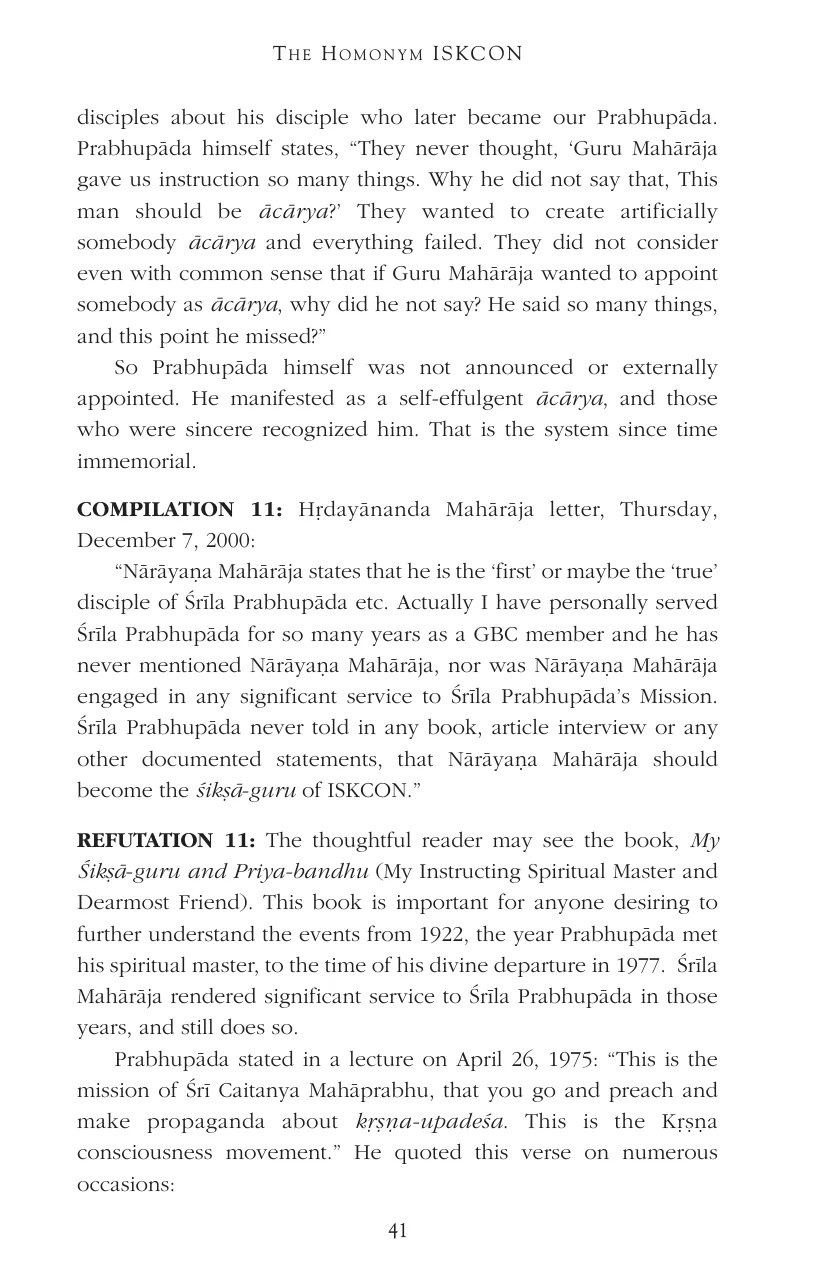 THE HOMONYM ISKCON
disciples about his disciple who later became our Prabhupāda.
Prabhupāda himself states, “They never thought, ‘Guru Mahārāja
gave us instruction so many things. Why he did not say that, This
man should be ācārya?’ They wanted to create artificially
somebody ācārya and everything failed. They did not consider
even with common sense that if Guru Mahārāja wanted to appoint
somebody as ācārya, why did he not say? He said so many things,
and this point he missed?”
So Prabhupāda himself was not announced or externally
appointed. He manifested as a self-effulgent ācārya, and those
who were sincere recognized him. That is the system since time
immemorial.
COMPILATION 11: Hṛdayānanda Mahārāja letter, Thursday,
December 7, 2000:
“Nārāyaṇa Mahārāja states that he is the ‘first’ or maybe the ‘true’
disciple of Śrīla Prabhupāda etc. Actually I have personally served
Śrīla Prabhupāda for so many years as a GBC member and he has
never mentioned Nārāyaṇa Mahārāja, nor was Nārāyaṇa Mahārāja
engaged in any significant service to Śrīla Prabhupāda’s Mission.
Śrīla Prabhupāda never told in any book, article interview or any
other documented statements, that Nārāyaṇa Mahārāja should
become the śikṣā-guru of ISKCON.”
REFUTATION 11: The thoughtful reader may see the book, My
Śikṣā-guru and Priya-bandhu (My Instructing Spiritual Master and
Dearmost Friend). This book is important for anyone desiring to
further understand the events from 1922, the year Prabhupāda met
his spiritual master, to the time of his divine departure in 1977. Śrīla
Mahārāja rendered significant service to Śrīla Prabhupāda in those
years, and still does so.
Prabhupāda stated in a lecture on April 26, 1975: “This is the
mission of Śrī Caitanya Mahāprabhu, that you go and preach and
make propaganda about kṛṣṇa-upadeśa. This is the Kṛṣṇa
consciousness movement.” He quoted this verse on numerous
occasions:
41